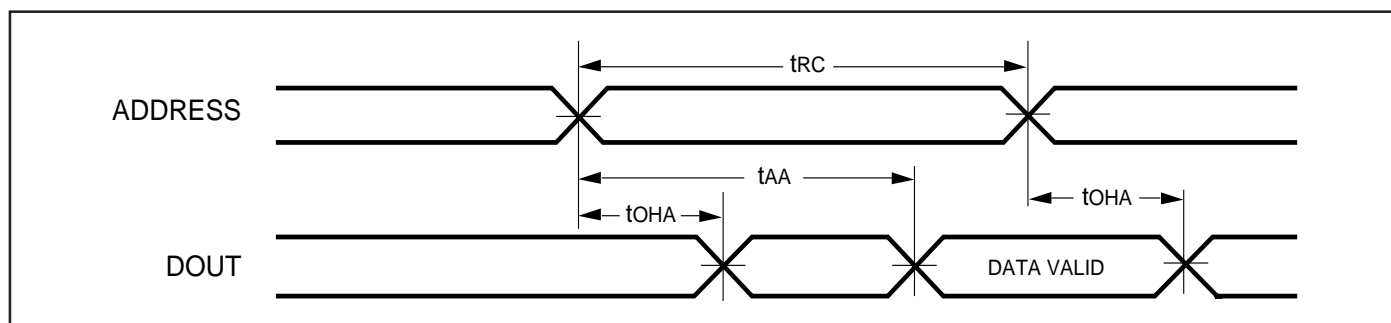 tRC
ADDRESS
tAA
tOHA
tOHA
DOUT
DATA VALID